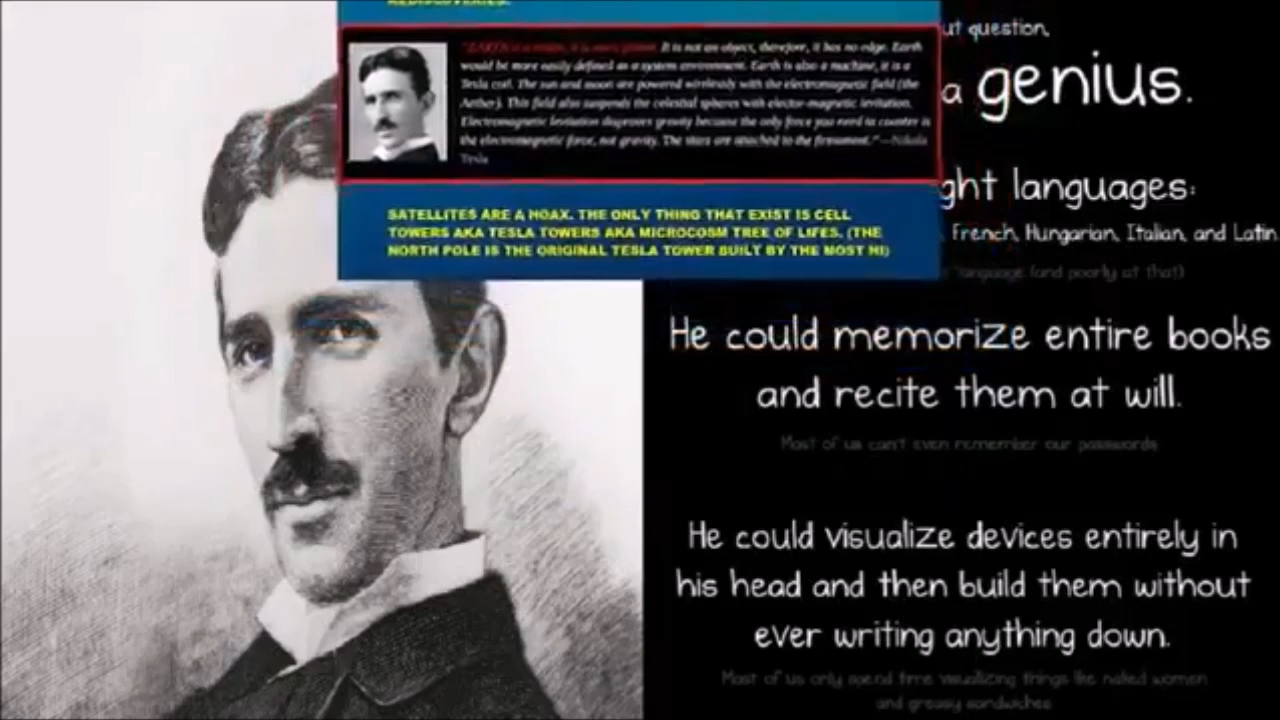 REDISCOVERIES.
"EARTH is a realm, it is not a planet. It is not an object, therefore, it has no edge. Earth
would be more easily defined as a system environment. Earth is also a machine, it is a
Tesla coil. The sun and moon are powered wirelessly with the electromagnetic field (the
Aether). This field also suspends the celestial spheres with electro-magnetic levitation.
Electromagnetic levitation disproves gravity because the only force you need to counter is
the electromagnetic force, not gravity. The stars are attached to the firmament." —Nikola
Tesla
SATELLITES ARE A HOAX. THE ONLY THING THAT EXIST IS CELL
TOWERS AKA TESLA TOWERS AKA MICROCOSM TREE OF LIFES. (THE
NORTH POLE IS THE ORIGINAL TESLA TOWER BUILT BY THE MOST HI)
ut question,
a genius.
ght languages:
French, Hungarian, Italian, and Latin
language (and poorly at that)
He could memorize entire books
and recite them at will.
Most of us can't even remember our passwords
He could visualize devices entirely in
his head and then build them without
ever writing anything down.
Most of us only spend time visualizing things like naked women
and greasy sandwiches